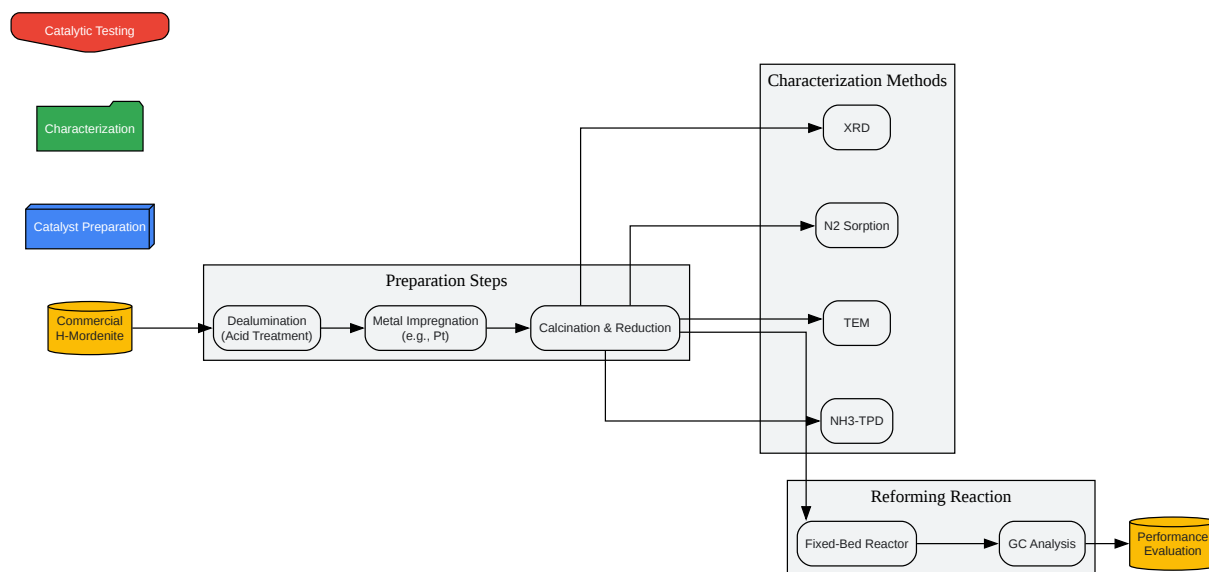 Catalytic Testing
Characterization
Catalyst Preparation
Commercial
H-Mordenite
Preparation Steps
Dealumination
(Acid Treatment)
Metal Impregnation
(e.g., Pt)
Calcination & Reduction
Characterization Methods
XRD
N2 Sorption
TEM
NH3-TPD
Reforming Reaction
Fixed-Bed Reactor
GC Analysis
Performance
Evaluation